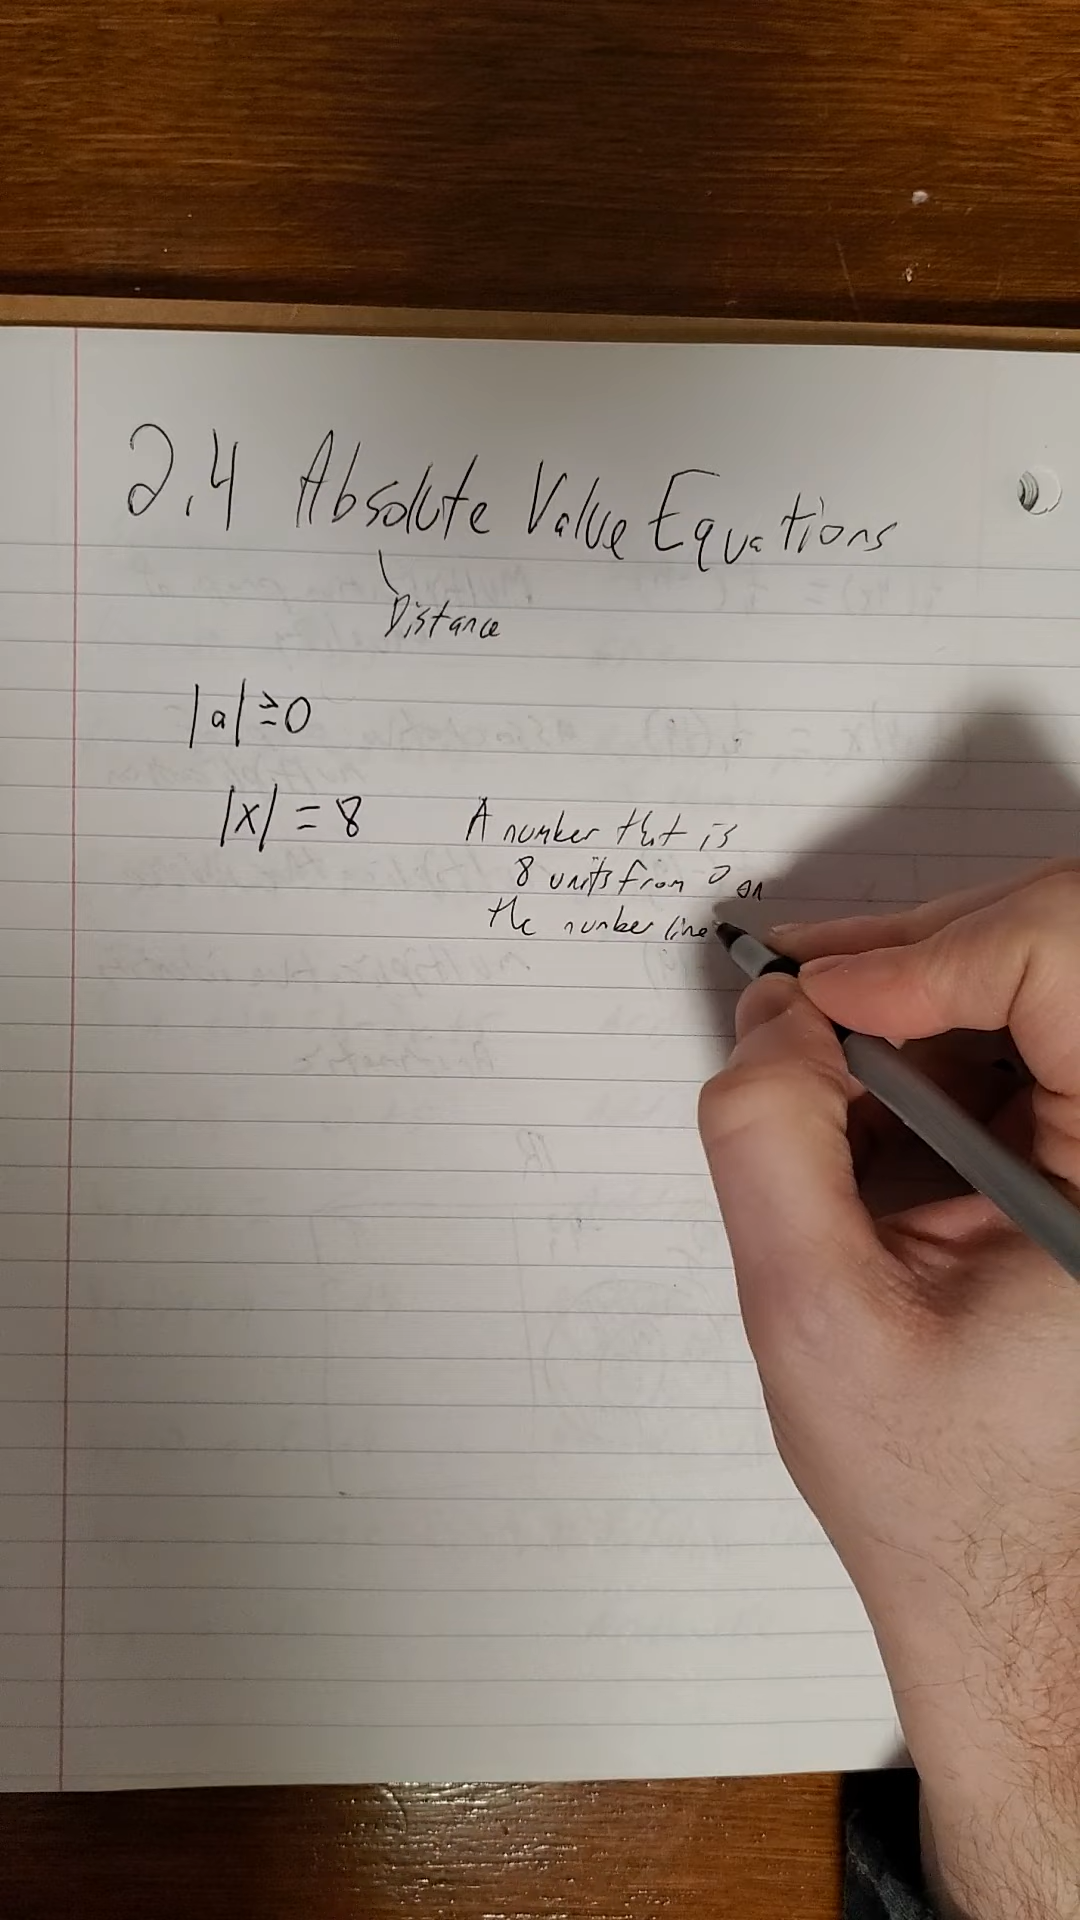 2.4 Absolute Value Equations
Distance
|a| ≥ 0
|x| = 8
A number that is
8 units from 0 on
the number line